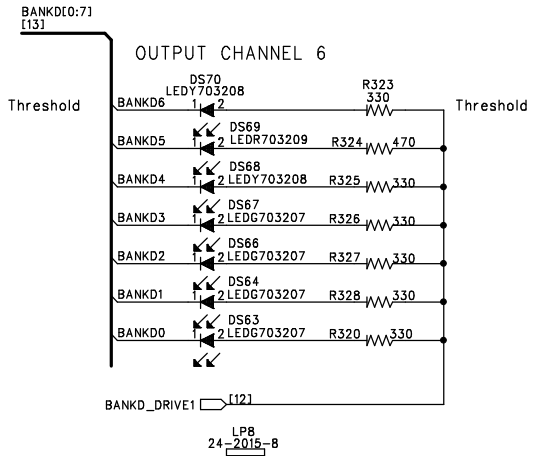 BANKD[0:7]
[13]
OUTPUT CHANNEL 6
Threshold
Threshold
DS70
LEDY703208
R323
330
BANKD6 1 2
DS69
BANKD5 1 2 LEDR703209 R324 470
DS68
BANKD4 1 2 LEDY703208 R325 330
DS67
BANKD3 1 2 LEDG703207 R326 330
DS66
BANKD2 1 2 LEDG703207 R327 330
DS64
BANKD1 1 2 LEDG703207 R328 330
DS63
BANKD0 1 2 LEDG703207 R320 330
BANKD_DRIVE1 [12]
LP8
24-2015-8